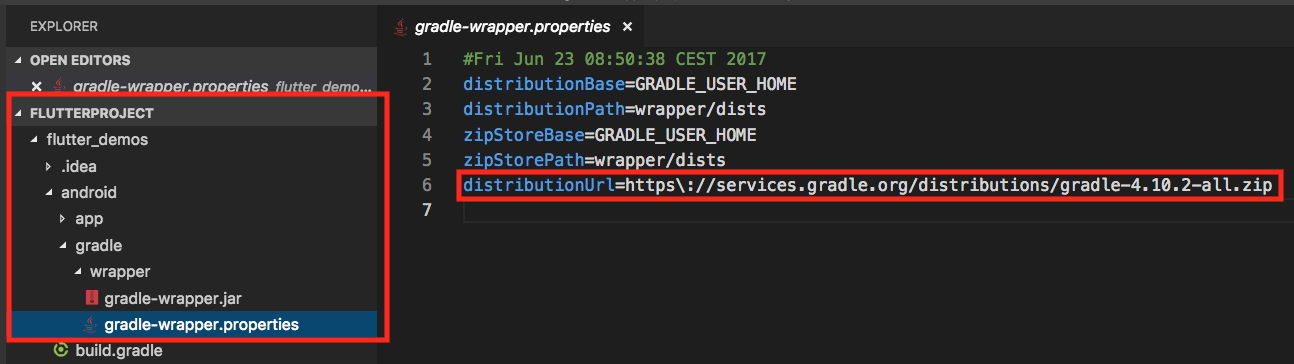 EXPLORER
OPEN EDITORS
gradle-wrapper.properties flutter_demo...
FLUTTERPROJECT
flutter_demos
.idea
android
app
gradle
wrapper
gradle-wrapper.jar
gradle-wrapper.properties
build.gradle
gradle-wrapper.properties
1 #Fri Jun 23 08:50:38 CEST 2017
2 distributionBase=GRADLE_USER_HOME
3 distributionPath=wrapper/dists
4 zipStoreBase=GRADLE_USER_HOME
5 zipStorePath=wrapper/dists
6 distributionUrl=https\://services.gradle.org/distributions/gradle-4.10.2-all.zip
7